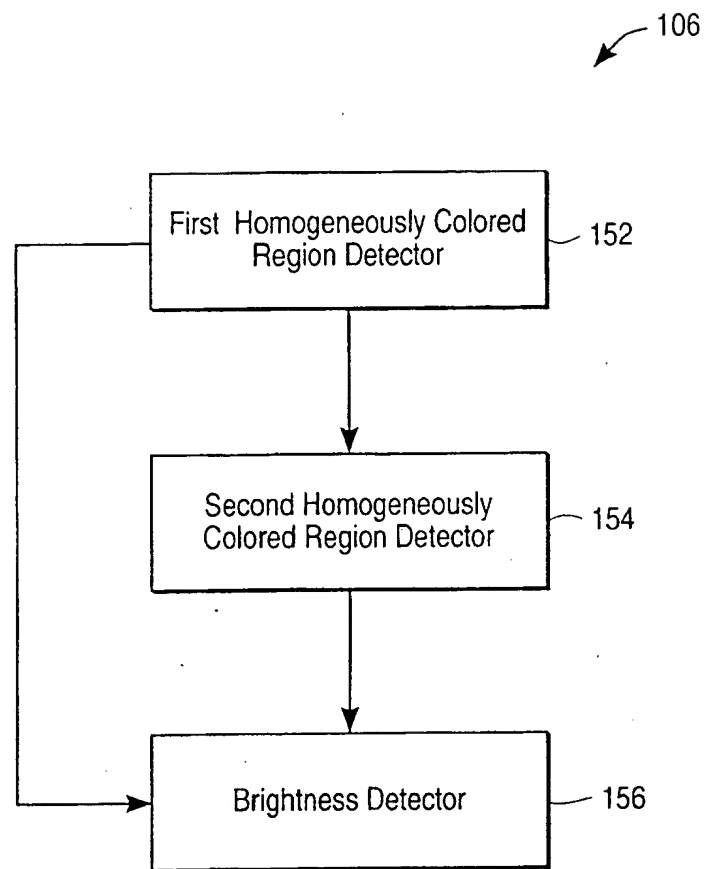 106
First Homogeneously Colored
Region Detector
152
Second Homogeneously
Colored Region Detector
154
Brightness Detector
156